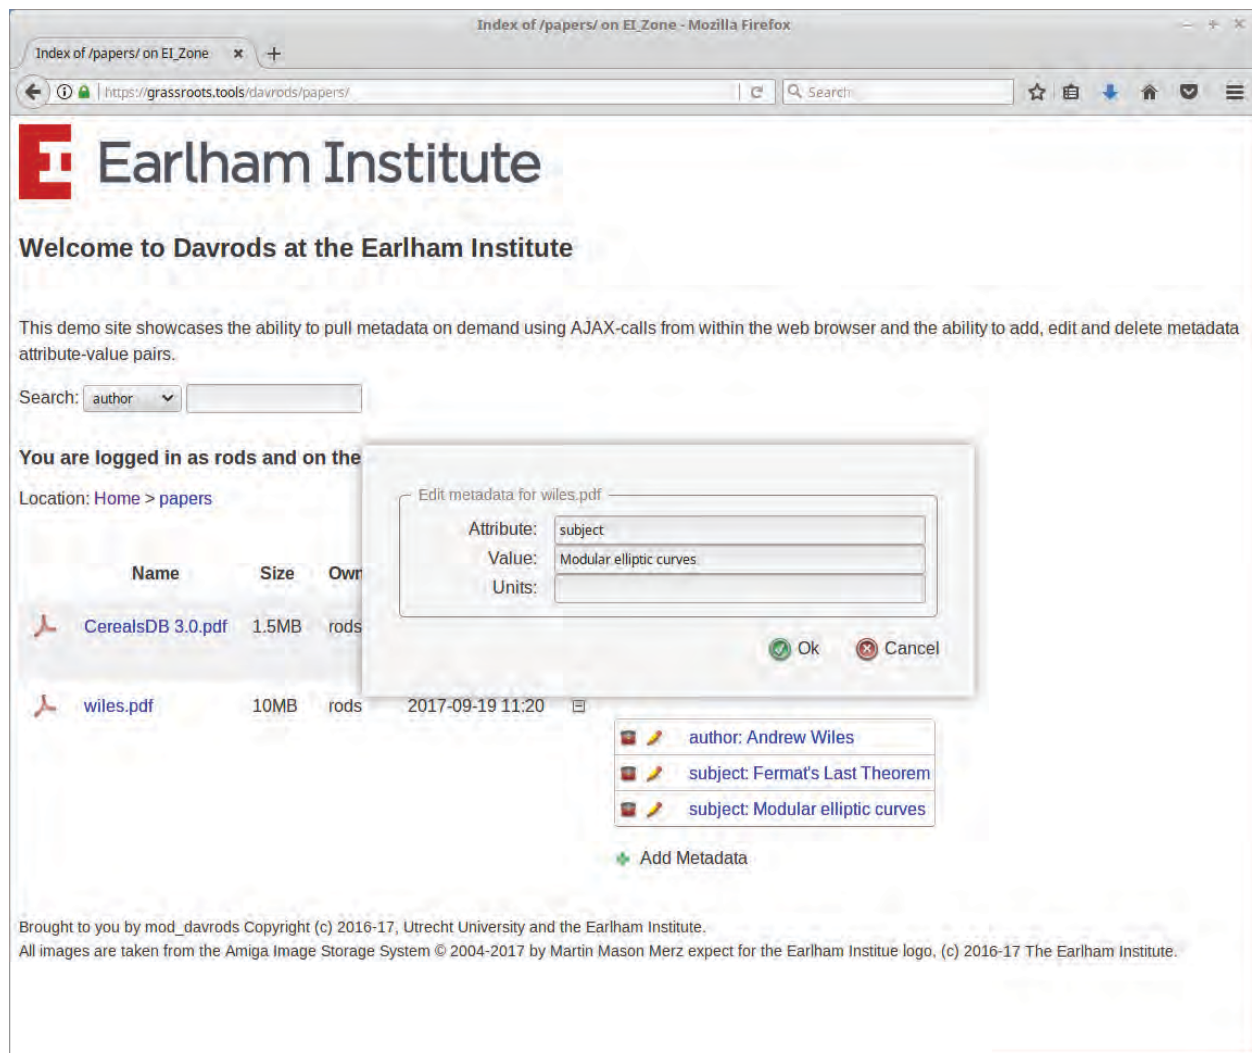 Index of /papers/ on EI_Zone - Mozilla Firefox
Index of /papers/ on EI_Zone
https://grassroots.tools/davrods/papers/
Search
Earlham Institute
Welcome to Davrods at the Earlham Institute
This demo site showcases the ability to pull metadata on demand using AJAX-calls from within the web browser and the ability to add, edit and delete metadata
attribute-value pairs.
Search: author
You are logged in as rods and on the
Location: Home > papers
Edit metadata for wiles.pdf
Attribute: subject
Value: Modular elliptic curves
Units:
Ok Cancel
Name Size Own
CerealsDB 3.0.pdf 1.5MB rods
wiles.pdf 10MB rods 2017-09-19 11:20
author: Andrew Wiles
subject: Fermat's Last Theorem
subject: Modular elliptic curves
Add Metadata
Brought to you by mod_davrods Copyright (c) 2016-17, Utrecht University and the Earlham Institute.
All images are taken from the Amiga Image Storage System © 2004-2017 by Martin Mason Merz expect for the Earlham Institue logo, (c) 2016-17 The Earlham Institute.